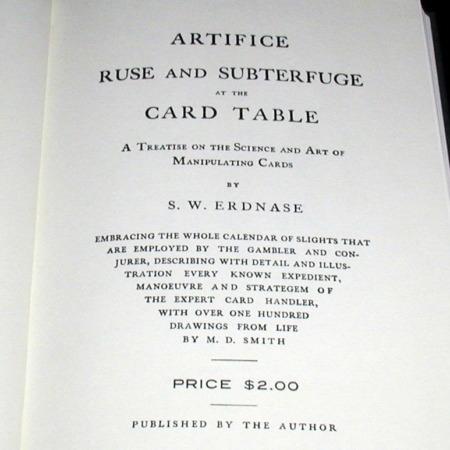 ARTIFICE
RUSE AND SUBTERFUGE
AT THE
CARD TABLE
A TREATISE ON THE SCIENCE AND ART OF
MANIPULATING CARDS
BY
S. W. ERDNASE
EMBRACING THE WHOLE CALENDAR OF SLIGHTS THAT
ARE EMPLOYED BY THE GAMBLER AND CON-
JURER, DESCRIBING WITH DETAIL AND ILLUS-
TRATION EVERY KNOWN EXPEDIENT,
MANOEUVRE AND STRATEGEM OF
THE EXPERT CARD HANDLER,
WITH OVER ONE HUNDRED
DRAWINGS FROM LIFE
BY M. D. SMITH
PRICE $2.00
PUBLISHED BY THE AUTHOR